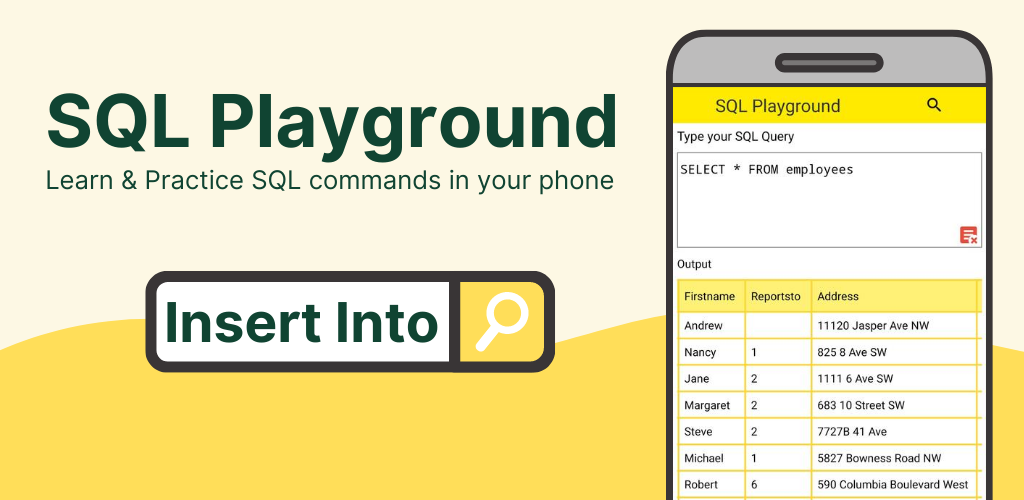 SQL Playground
Learn & Practice SQL commands in your phone
Insert Into
SQL Playground
Type your SQL Query
SELECT * FROM employees
Output
Firstname Reportsto Address
Andrew 11120 Jasper Ave NW
Nancy 1 825 8 Ave SW
Jane 2 1111 6 Ave SW
Margaret 2 683 10 Street SW
Steve 2 7727B 41 Ave
Michael 1 5827 Bowness Road NW
Robert 6 590 Columbia Boulevard West